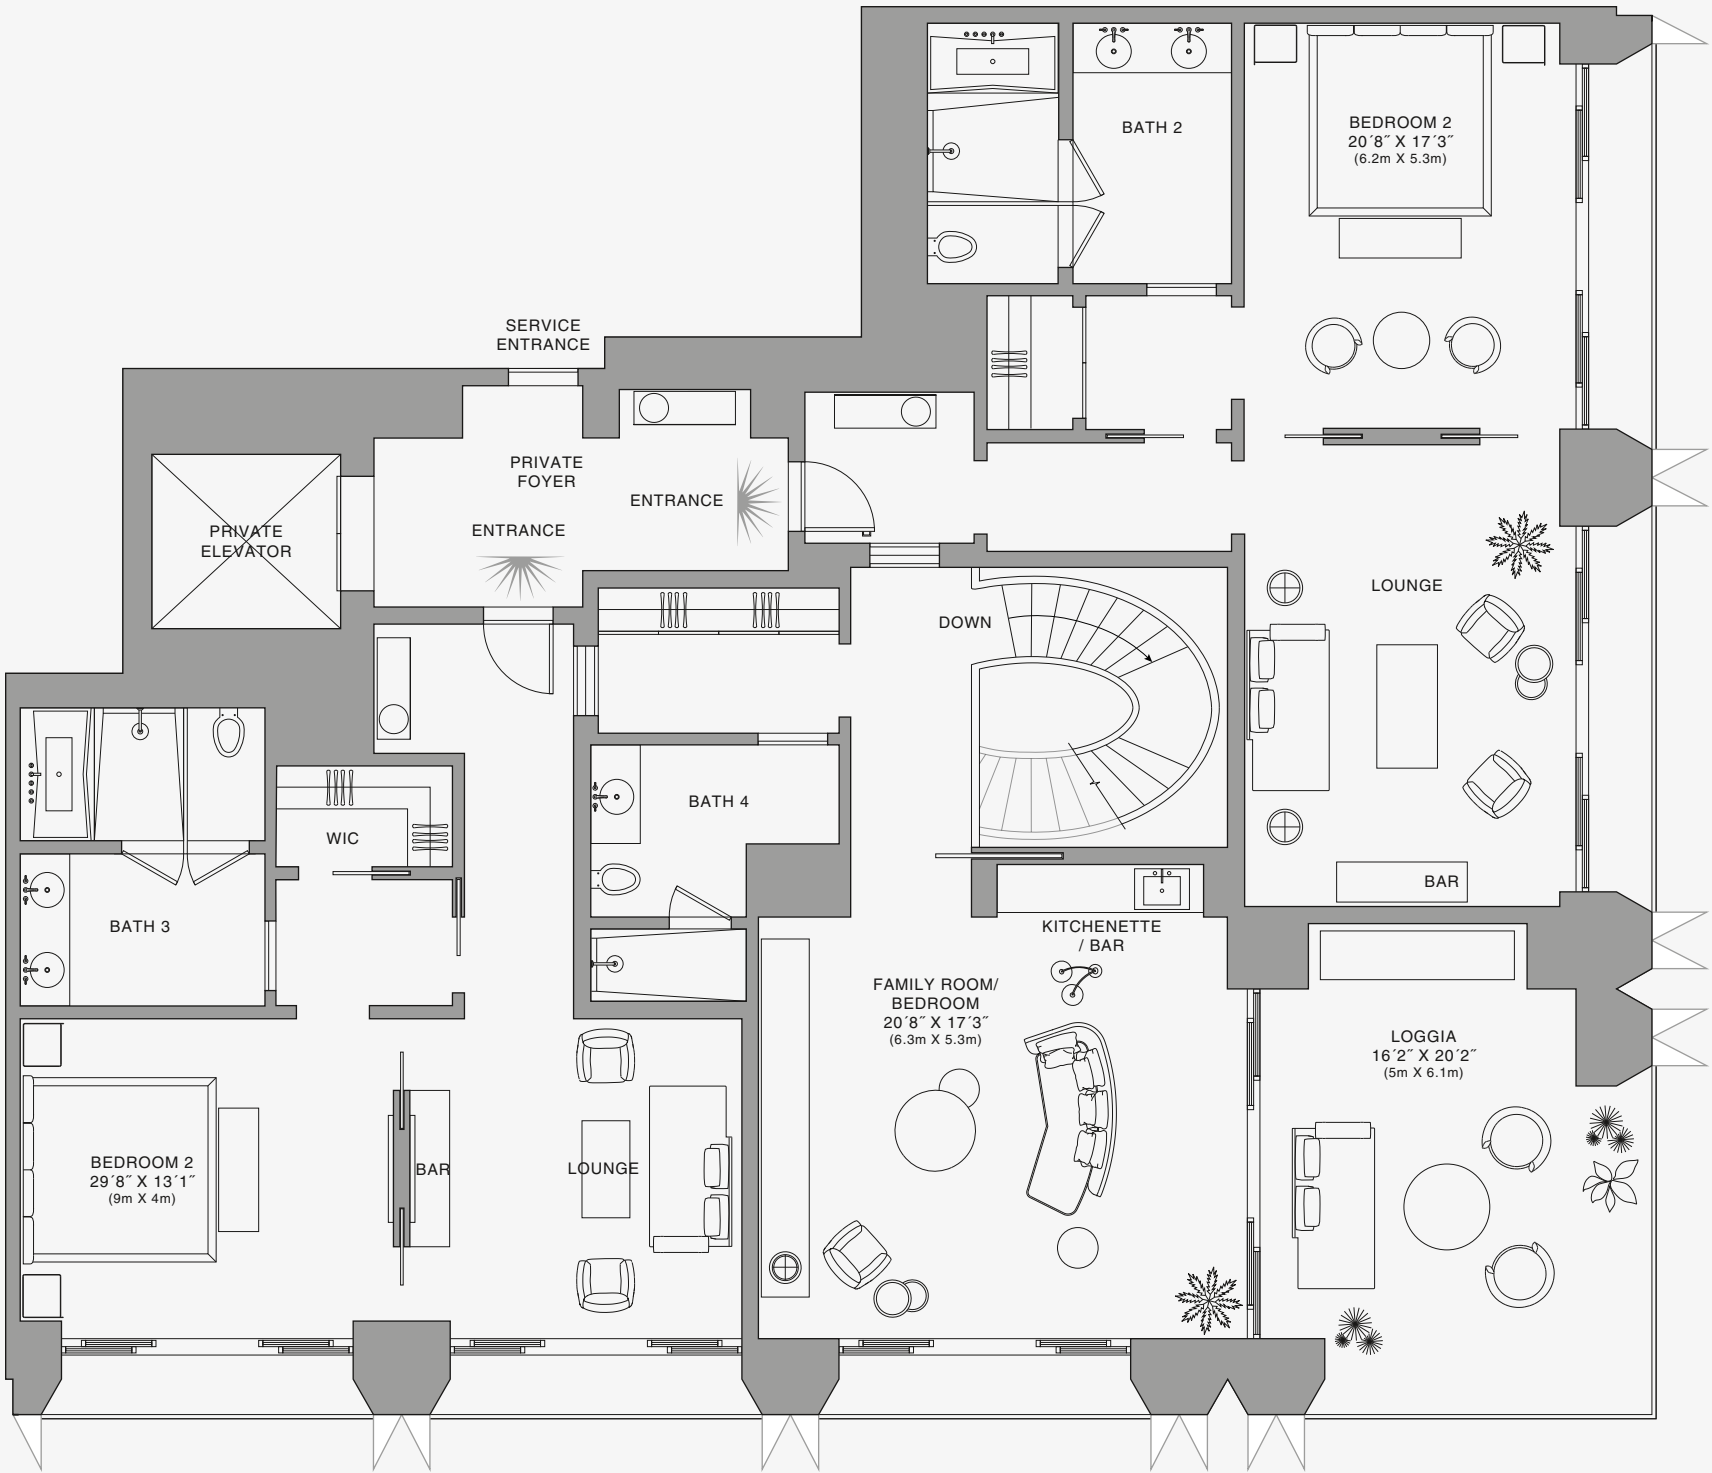 BATH 2
BEDROOM 2
20´8˝ X 17´3˝
(6.2m X 5.3m)
SERVICE
ENTRANCE
PRIVATE
FOYER
ENTRANCE
ENTRANCE
PRIVATE
ELEVATOR
LOUNGE
DOWN
BATH 4
WIC
BAR
BATH 3
KITCHENETTE
/ BAR
FAMILY ROOM/
BEDROOM
20´8˝ X 17´3˝
(6.3m X 5.3m)
LOGGIA
16´2˝ X 20´2˝
(5m X 6.1m)
BEDROOM 2
29´8˝ X 13´1˝
(9m X 4m)
BAR
LOUNGE